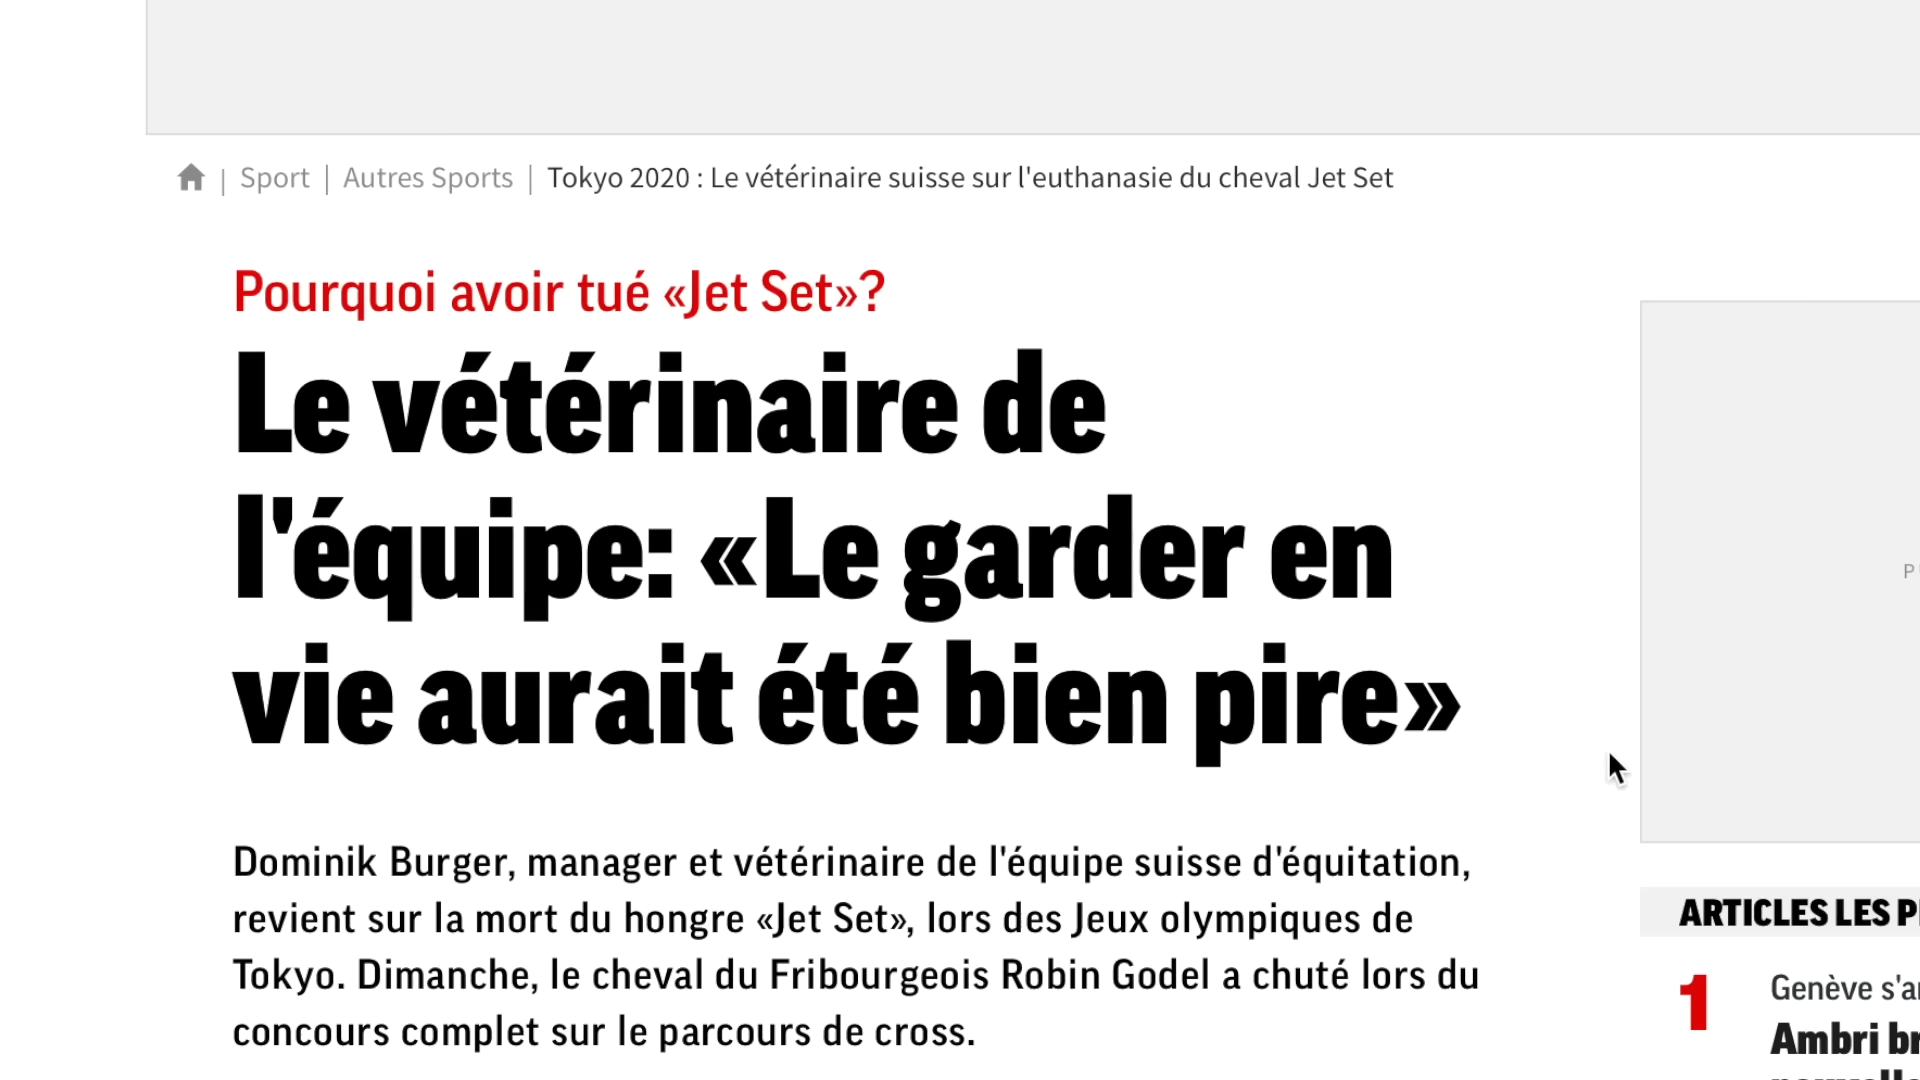 | Sport | Autres Sports | Tokyo 2020 : Le vétérinaire suisse sur l'euthanasie du cheval Jet Set
Pourquoi avoir tué «Jet Set»?
Le vétérinaire de
l'équipe: «Le garder en
vie aurait été bien pire»
Dominik Burger, manager et vétérinaire de l'équipe suisse d'équitation,
revient sur la mort du hongre «Jet Set», lors des Jeux olympiques de
Tokyo. Dimanche, le cheval du Fribourgeois Robin Godel a chuté lors du
concours complet sur le parcours de cross.
ARTICLES LES
1
Genève
Ambri